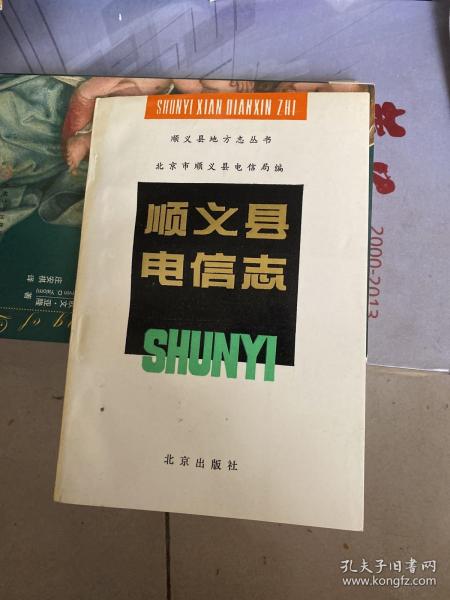 SHUNYI XIAN DIANXIN ZHI
顺义县地方志丛书
北京市顺义县电信局编
顺义县
电信志
SHUNYI
北京出版社
2000-2013
孔夫子旧书网
www.kongfz.com